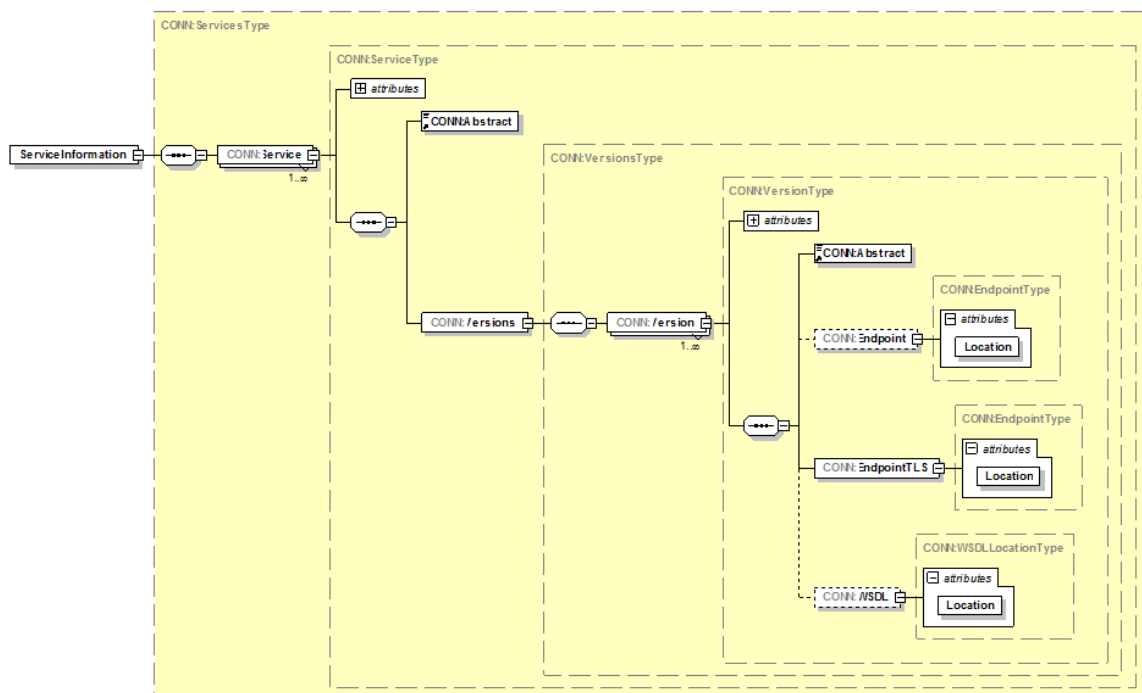 CONN:ServicesType
CONN:ServiceType
attributes
CONN:Abstract
ServiceInformation
CONN:Service
1..∞
CONN:VersionsType
CONN:VersionType
attributes
CONN:Abstract
CONN:EndpointType
attributes
CONN:Versions
CONN:Version
1..∞
CONN:Endpoint
Location
CONN:EndpointType
attributes
CONN:EndpointTLS
Location
CONN:WSDLLocationType
attributes
CONN:WSDL
Location